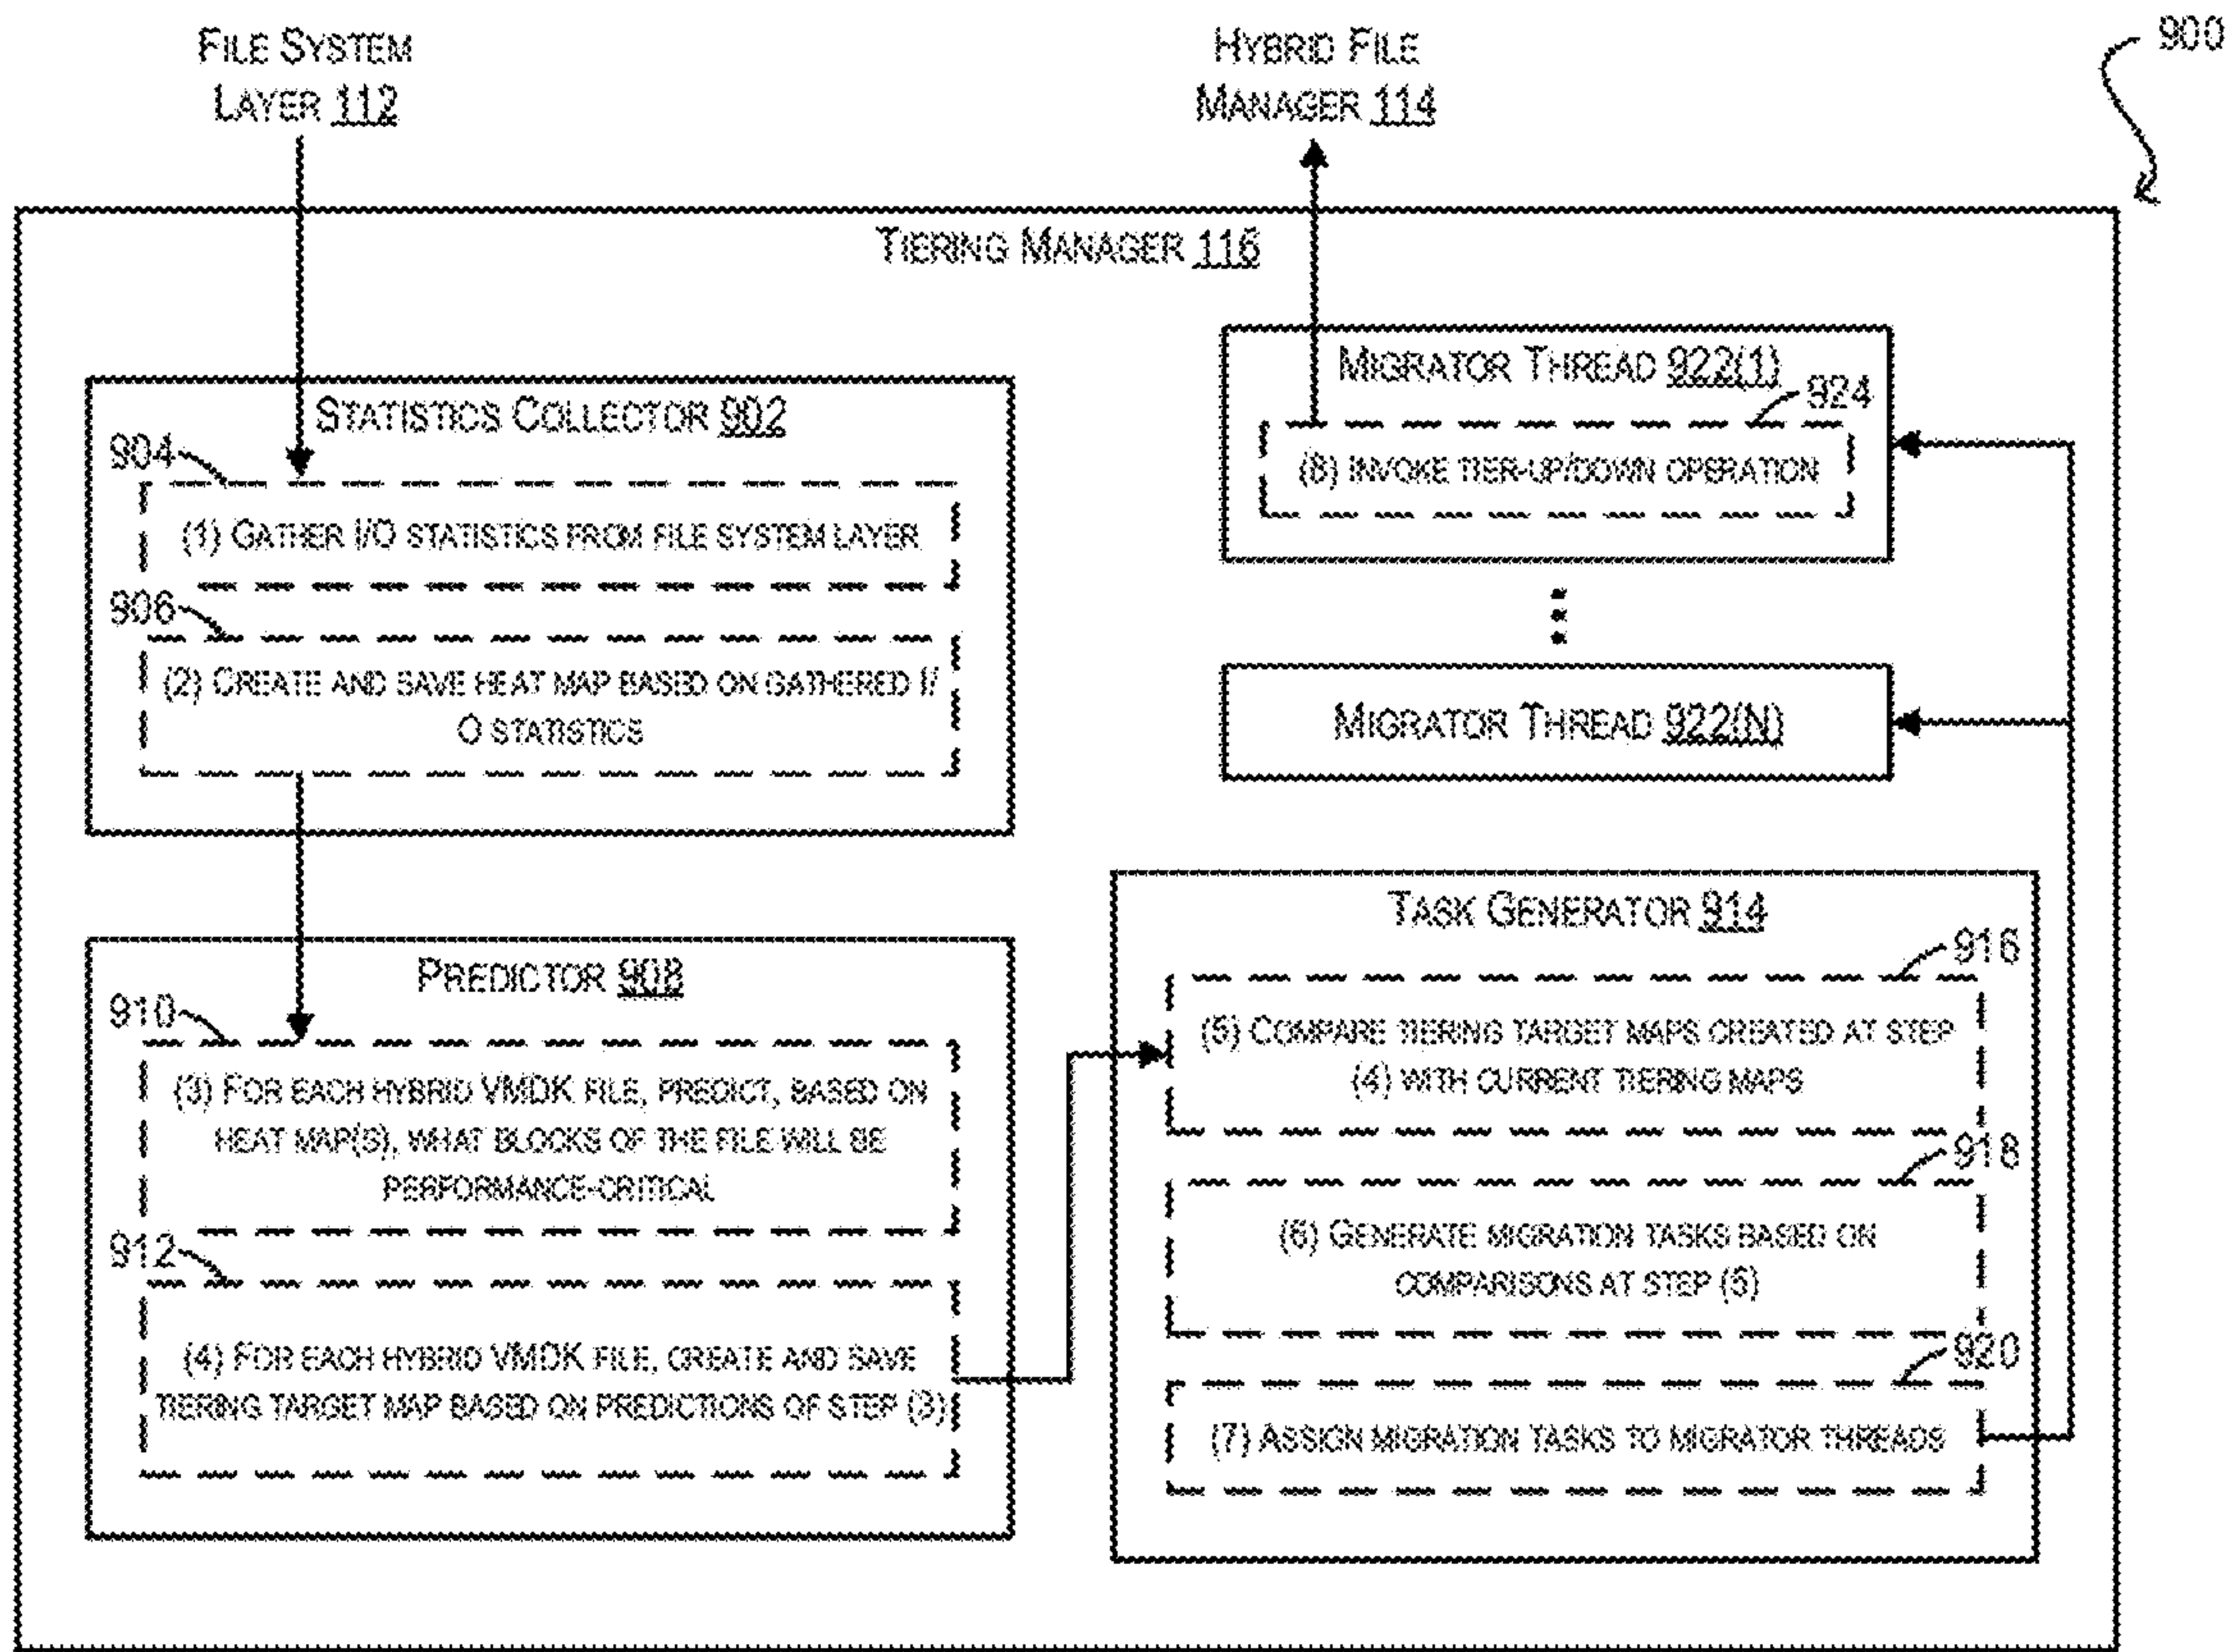 900
FILE SYSTEM
LAYER 112
HYBRID FILE
MANAGER 114
TIERING MANAGER 116
STATISTICS COLLECTOR 902
904
(1) GATHER I/O STATISTICS FROM FILE SYSTEM LAYER
906
(2) CREATE AND SAVE HEAT MAP BASED ON GATHERED I/
O STATISTICS
PREDICTOR 908
910
(3) FOR EACH HYBRID VMDK FILE, PREDICT, BASED ON
HEAT MAP(S), WHAT BLOCKS OF THE FILE WILL BE
PERFORMANCE-CRITICAL
912
(4) FOR EACH HYBRID VMDK FILE, CREATE AND SAVE
TIERING TARGET MAP BASED ON PREDICTIONS OF STEP (3)
MIGRATOR THREAD 922(1)
924
(8) INVOKE TIER-UP/DOWN OPERATION
MIGRATOR THREAD 922(N)
TASK GENERATOR 914
916
(5) COMPARE TIERING TARGET MAPS CREATED AT STEP
(4) WITH CURRENT TIERING MAPS
918
(6) GENERATE MIGRATION TASKS BASED ON
COMPARISONS AT STEP (5)
920
(7) ASSIGN MIGRATION TASKS TO MIGRATOR THREADS